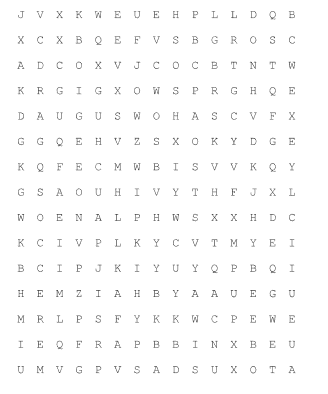 J V X K W E U E H P L L D Q B
X C X B Q E F V S B G R O S C
A D C O X V J C O C B T N T W
K R G I G X O W S P R G H Q E
D A U G U S W O H A S C V F X
G G Q E H V Z S X O K Y D G E
K Q F E C M W B I S V V K Q Y
G S A O U H I V Y T H F J X L
W O E N A L P H W S X X H D C
K C I V P L K Y C V T M Y E I
B C I P J K I Y U Y Q P B Q I
H E M Z I A H B Y A A U E G U
M R L P S F Y K K W C P E W E
I E Q F R A P B B I N X B E U
U M V G P V S A D S U X O T A